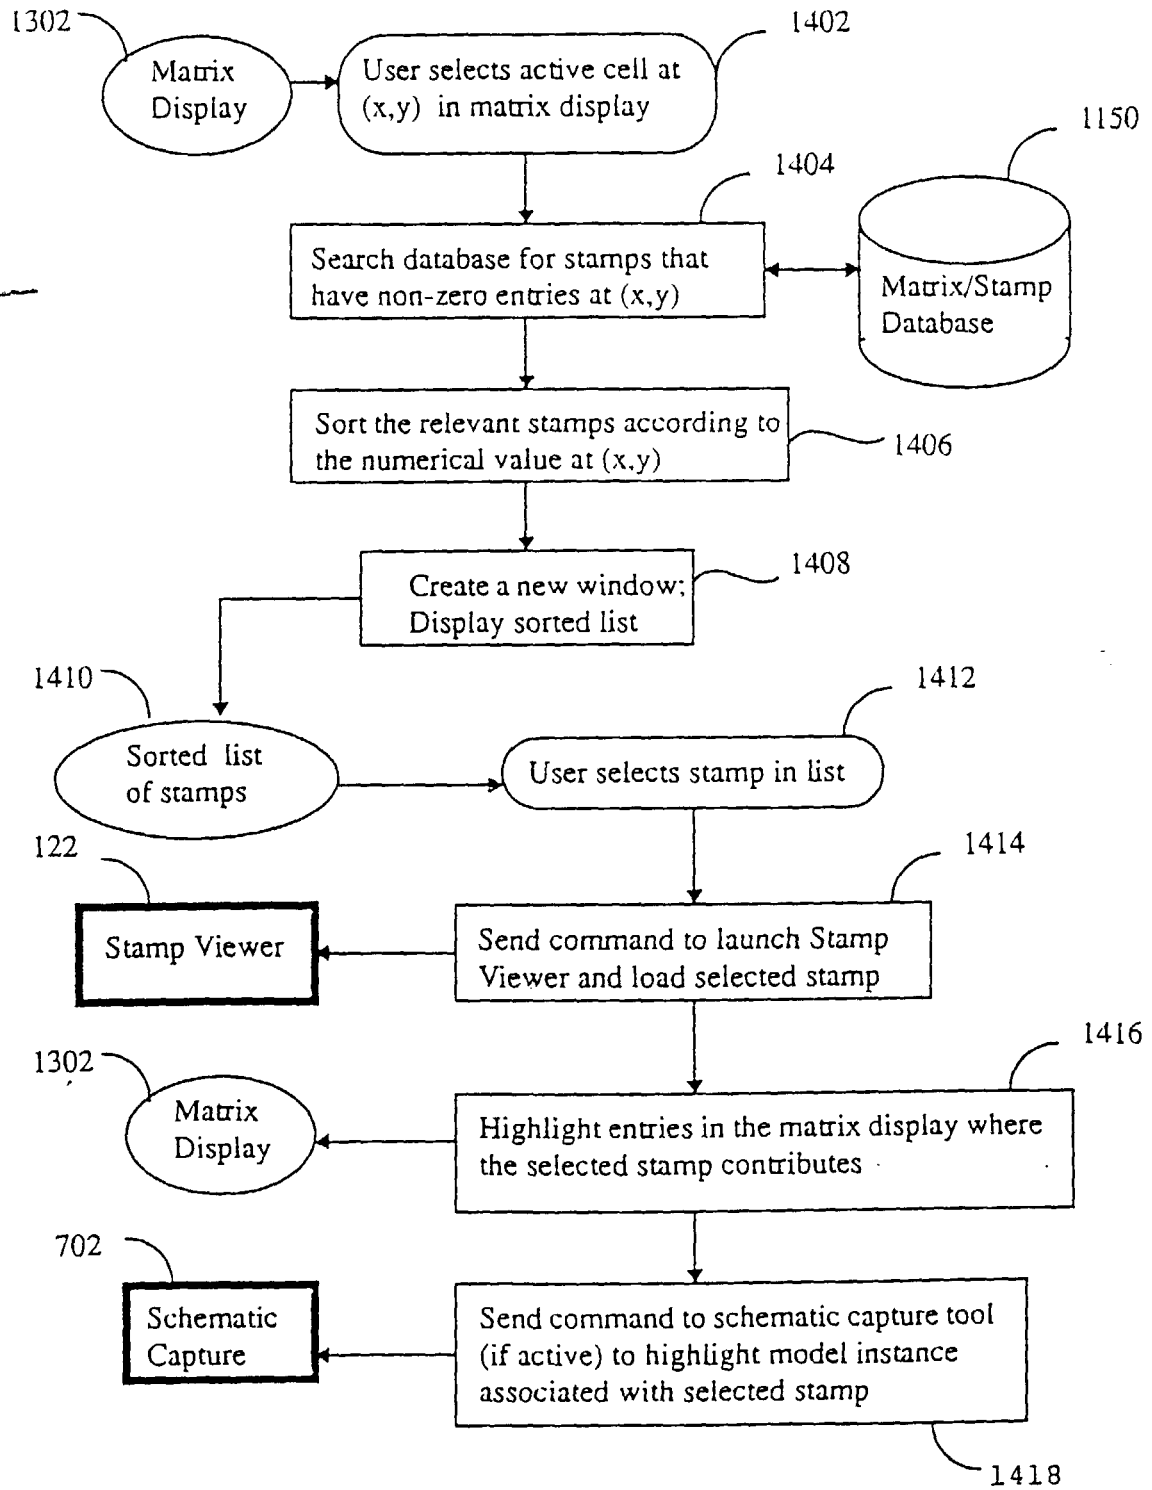 1302
1402
Matrix
Display
User selects active cell at
(x,y) in matrix display
1150
1404
Search database for stamps that
have non-zero entries at (x,y)
Matrix/Stamp
Database
Sort the relevant stamps according to
the numerical value at (x,y)
1406
1408
Create a new window;
Display sorted list
1410
1412
Sorted list
of stamps
User selects stamp in list
122
1414
Stamp Viewer
Send command to launch Stamp
Viewer and load selected stamp
1416
1302
Matrix
Display
Highlight entries in the matrix display where
the selected stamp contributes
702
Schematic
Capture
Send command to schematic capture tool
(if active) to highlight model instance
associated with selected stamp
1418